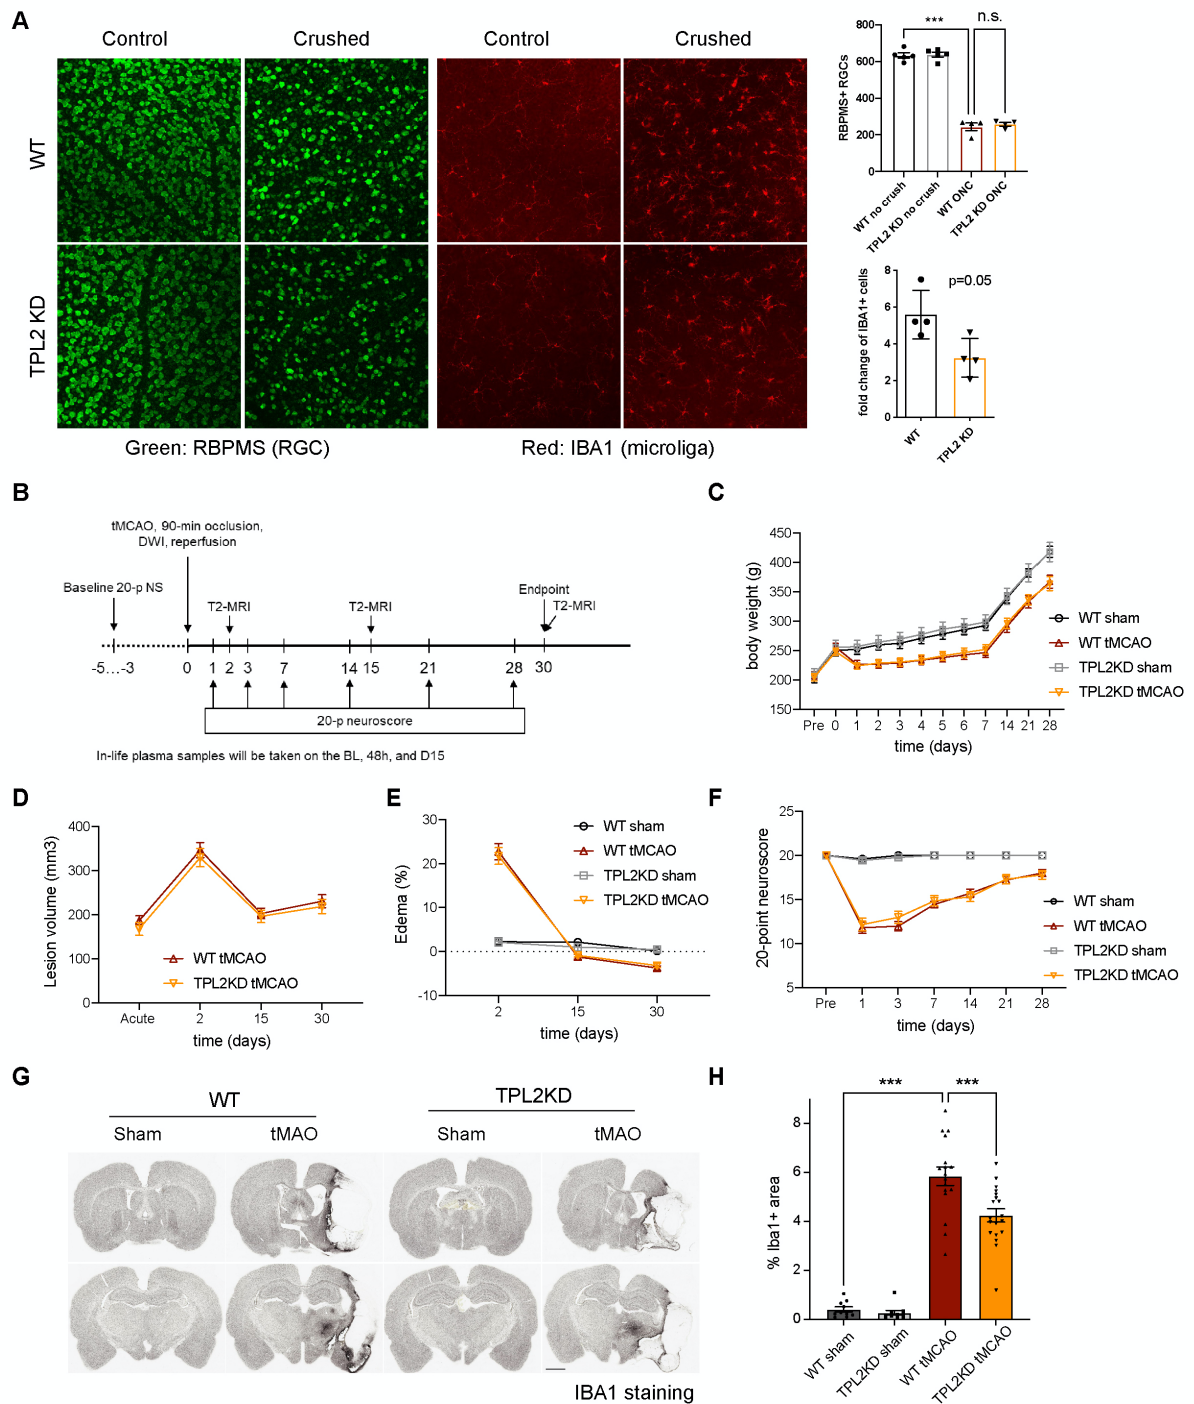 A
Control
Crushed
Control
Crushed
WT
TPL2 KD
Green: RBPMS (RGC)
Red: IBA1 (microliga)
***
n.s.
RBPMS+ RGCs
800
600
400
200
0
WT no crush
TPL2 KD no crush
WT ONC
TPL2 KD ONC
fold change of IBA1+ cells
8
6
4
2
0
p=0.05
WT
TPL2 KD
B
tMCAO, 90-min occlusion,
DWI, reperfusion
Baseline 20-p NS
T2-MRI
T2-MRI
Endpoint
T2-MRI
-5...-3 0 1 2 3 7 14 15 21 28 30
20-p neuroscore
In-life plasma samples will be taken on the BL, 48h, and D15
C
body weight (g)
450
400
350
300
250
200
150
Pre 0 1 2 3 4 5 6 7 14 21 28
time (days)
WT sham
WT tMCAO
TPL2KD sham
TPL2KD tMCAO
D
Lesion volume (mm3)
400
300
200
100
0
WT tMCAO
TPL2KD tMCAO
Acute 2 15 30
time (days)
E
Edema (%)
30
20
10
0
-10
WT sham
WT tMCAO
TPL2KD sham
TPL2KD tMCAO
2 15 30
time (days)
F
20-point neuroscore
25
20
15
10
5
WT sham
WT tMCAO
TPL2KD sham
TPL2KD tMCAO
Pre 1 3 7 14 21 28
time (days)
G
WT
TPL2KD
Sham
tMAO
Sham
tMAO
IBA1 staining
H
***
***
% Iba1+ area
8
6
4
2
0
WT sham
TPL2KD sham
WT tMCAO
TPL2KD tMCAO